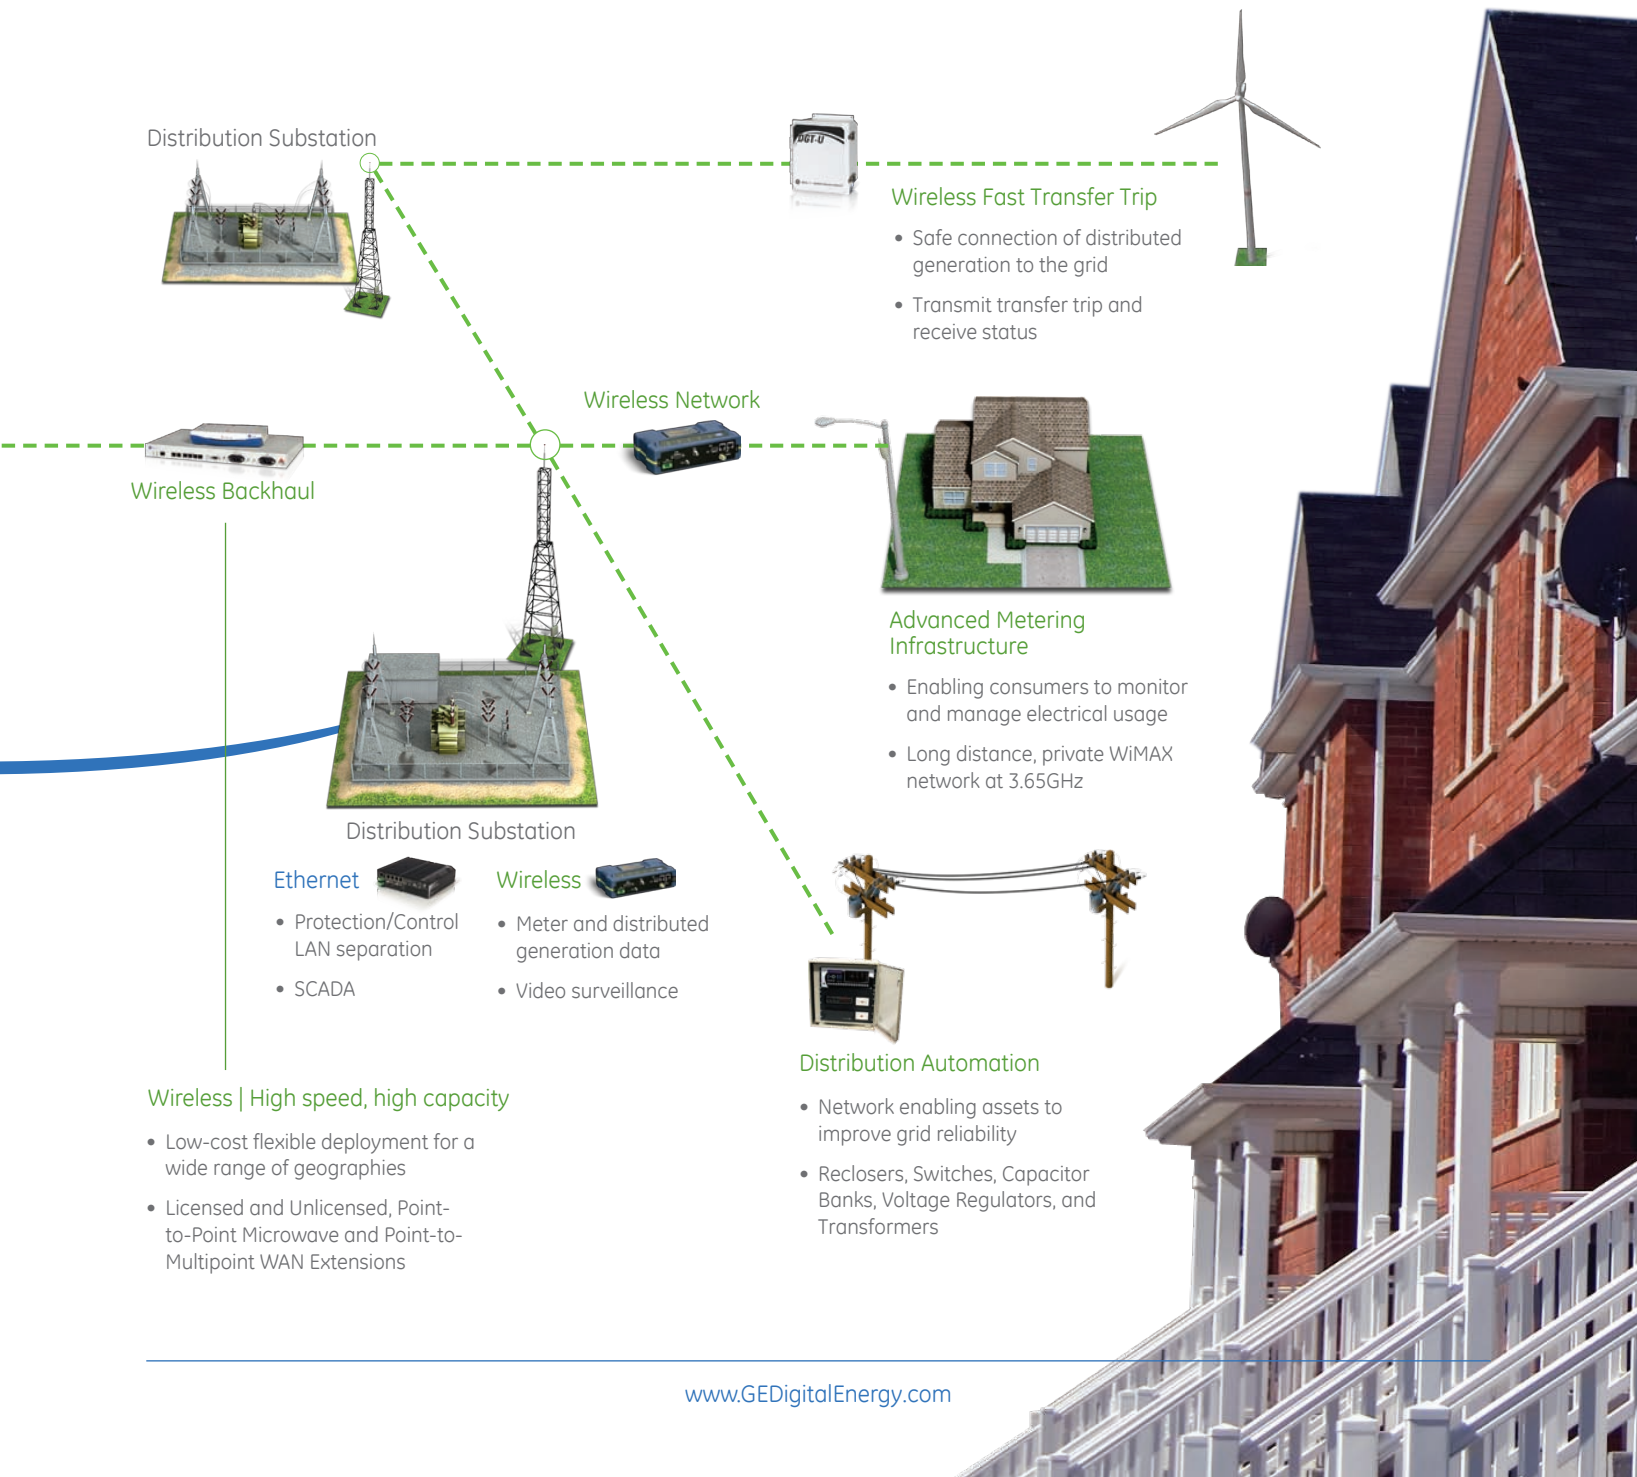 Distribution Substation
DGT-U
Wireless Fast Transfer Trip
• Safe connection of distributed
generation to the grid
• Transmit transfer trip and
receive status
Wireless Network
Wireless Backhaul
Advanced Metering
Infrastructure
• Enabling consumers to monitor
and manage electrical usage
• Long distance, private WiMAX
network at 3.65GHz
Distribution Substation
Ethernet
• Protection/Control
LAN separation
• SCADA
Wireless
• Meter and distributed
generation data
• Video surveillance
Distribution Automation
• Network enabling assets to
improve grid reliability
• Reclosers, Switches, Capacitor
Banks, Voltage Regulators, and
Transformers
Wireless | High speed, high capacity
• Low-cost flexible deployment for a
wide range of geographies
• Licensed and Unlicensed, Point-
to-Point Microwave and Point-to-
Multipoint WAN Extensions
www.GEDigitalEnergy.com